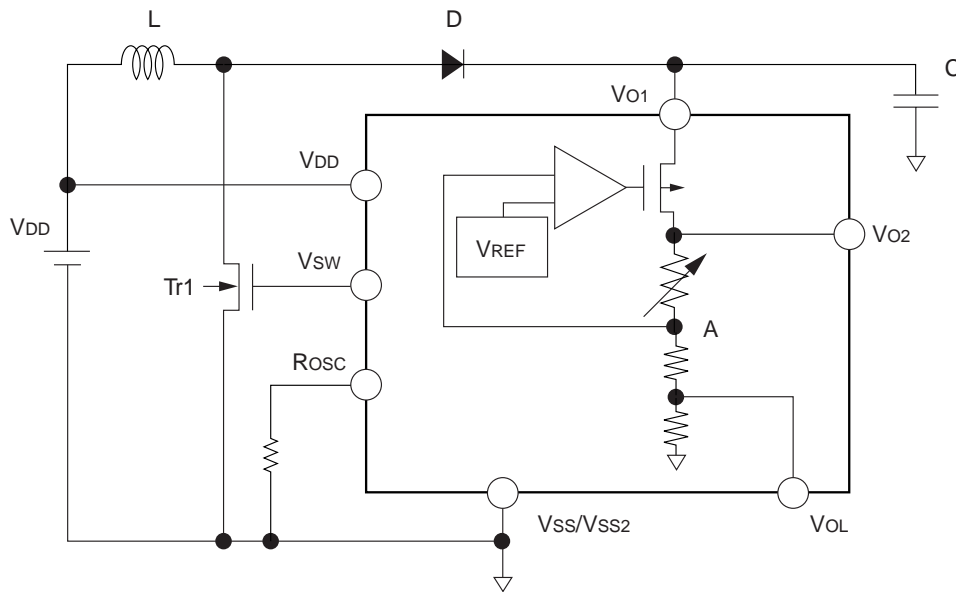 L
D
C
VO1
VDD
VDD
VREF
VO2
VSW
Tr1
A
ROSC
VSS/VSS2
VOL